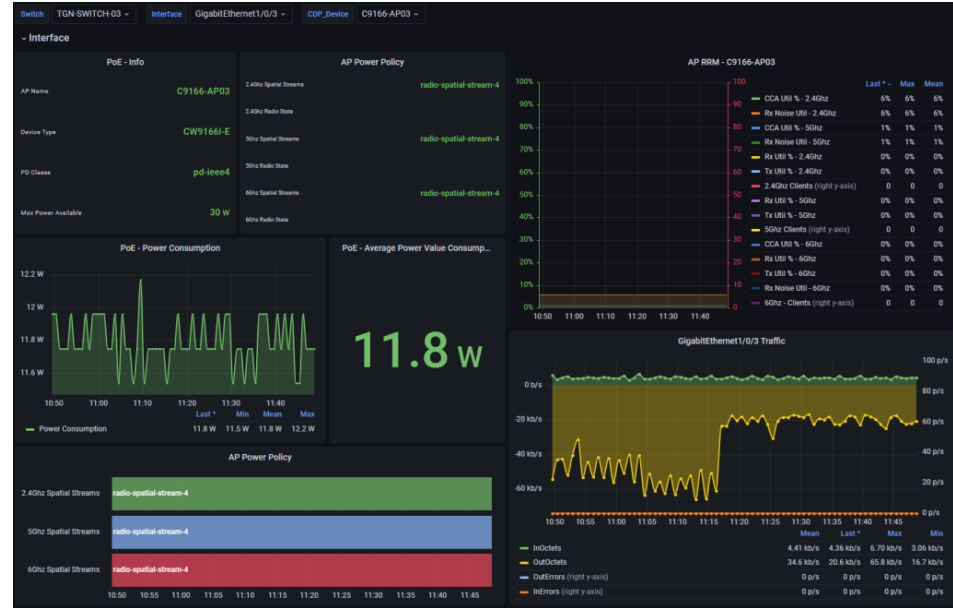 Switch TGN-SWITCH-03 Interface GigabitEthernet1/0/3 CDP_Device C9166-AP03
Interface
PoE - Info
AP Name C9166-AP03
Device Type CW9166I-E
PD Classe pd-ieee4
Max Power Available 30 W
AP Power Policy
2.4Ghz Spatial Streams radio-spatial-stream-4
2.4Ghz Radio State
5Ghz Spatial Streams radio-spatial-stream-4
5Ghz Radio State
6Ghz Spatial Streams radio-spatial-stream-4
6Ghz Radio State
AP RRM - C9166-AP03
100% 100
90% 90
80% 80
70% 70
60% 60
50% 50
40% 40
30% 30
20% 20
10% 10
0% 0
10:50 11:00 11:10 11:20 11:30 11:40
Last * Max Mean
CCA Util % - 2.4Ghz 6% 6% 6%
Rx Noise Util - 2.4Ghz 6% 6% 6%
CCA Util % - 5Ghz 1% 1% 1%
Rx Noise Util - 5Ghz 1% 1% 1%
Rx Util % - 2.4Ghz 0% 0% 0%
Tx Util % - 2.4Ghz 0% 0% 0%
2.4Ghz Clients (right y-axis) 0 0 0
Rx Util % - 5Ghz 0% 0% 0%
Tx Util % - 5Ghz 0% 0% 0%
5Ghz Clients (right y-axis) 0 0 0
CCA Util % - 6Ghz 0% 0% 0%
Rx Util % - 6Ghz 0% 0% 0%
Tx Util % - 6Ghz 0% 0% 0%
Rx Noise Util - 6Ghz 0% 0% 0%
6Ghz - Clients (right y-axis) 0 0 0
PoE - Power Consumption
12.2 W
12 W
11.8 W
11.6 W
10:50 11:00 11:10 11:20 11:30 11:40
Last * Min Mean Max
Power Consumption 11.8 W 11.5 W 11.8 W 12.2 W
PoE - Average Power Value Consump...
11.8 W
GigabitEthernet1/0/3 Traffic
100 p/s
0 b/s 80 p/s
-20 kb/s 60 p/s
-40 kb/s 40 p/s
-60 kb/s 20 p/s
0 p/s
10:50 10:55 11:00 11:05 11:10 11:15 11:20 11:25 11:30 11:35 11:40 11:45
Mean Last * Max Min
InOctets 4.41 kb/s 4.36 kb/s 6.70 kb/s 3.06 kb/s
OutOctets 34.6 kb/s 20.6 kb/s 65.8 kb/s 16.7 kb/s
OutErrors (right y-axis) 0 p/s 0 p/s 0 p/s 0 p/s
InErrors (right y-axis) 0 p/s 0 p/s 0 p/s 0 p/s
AP Power Policy
2.4Ghz Spatial Streams radio-spatial-stream-4
5Ghz Spatial Streams radio-spatial-stream-4
6Ghz Spatial Streams radio-spatial-stream-4
10:50 10:55 11:00 11:05 11:10 11:15 11:20 11:25 11:30 11:35 11:40 11:45